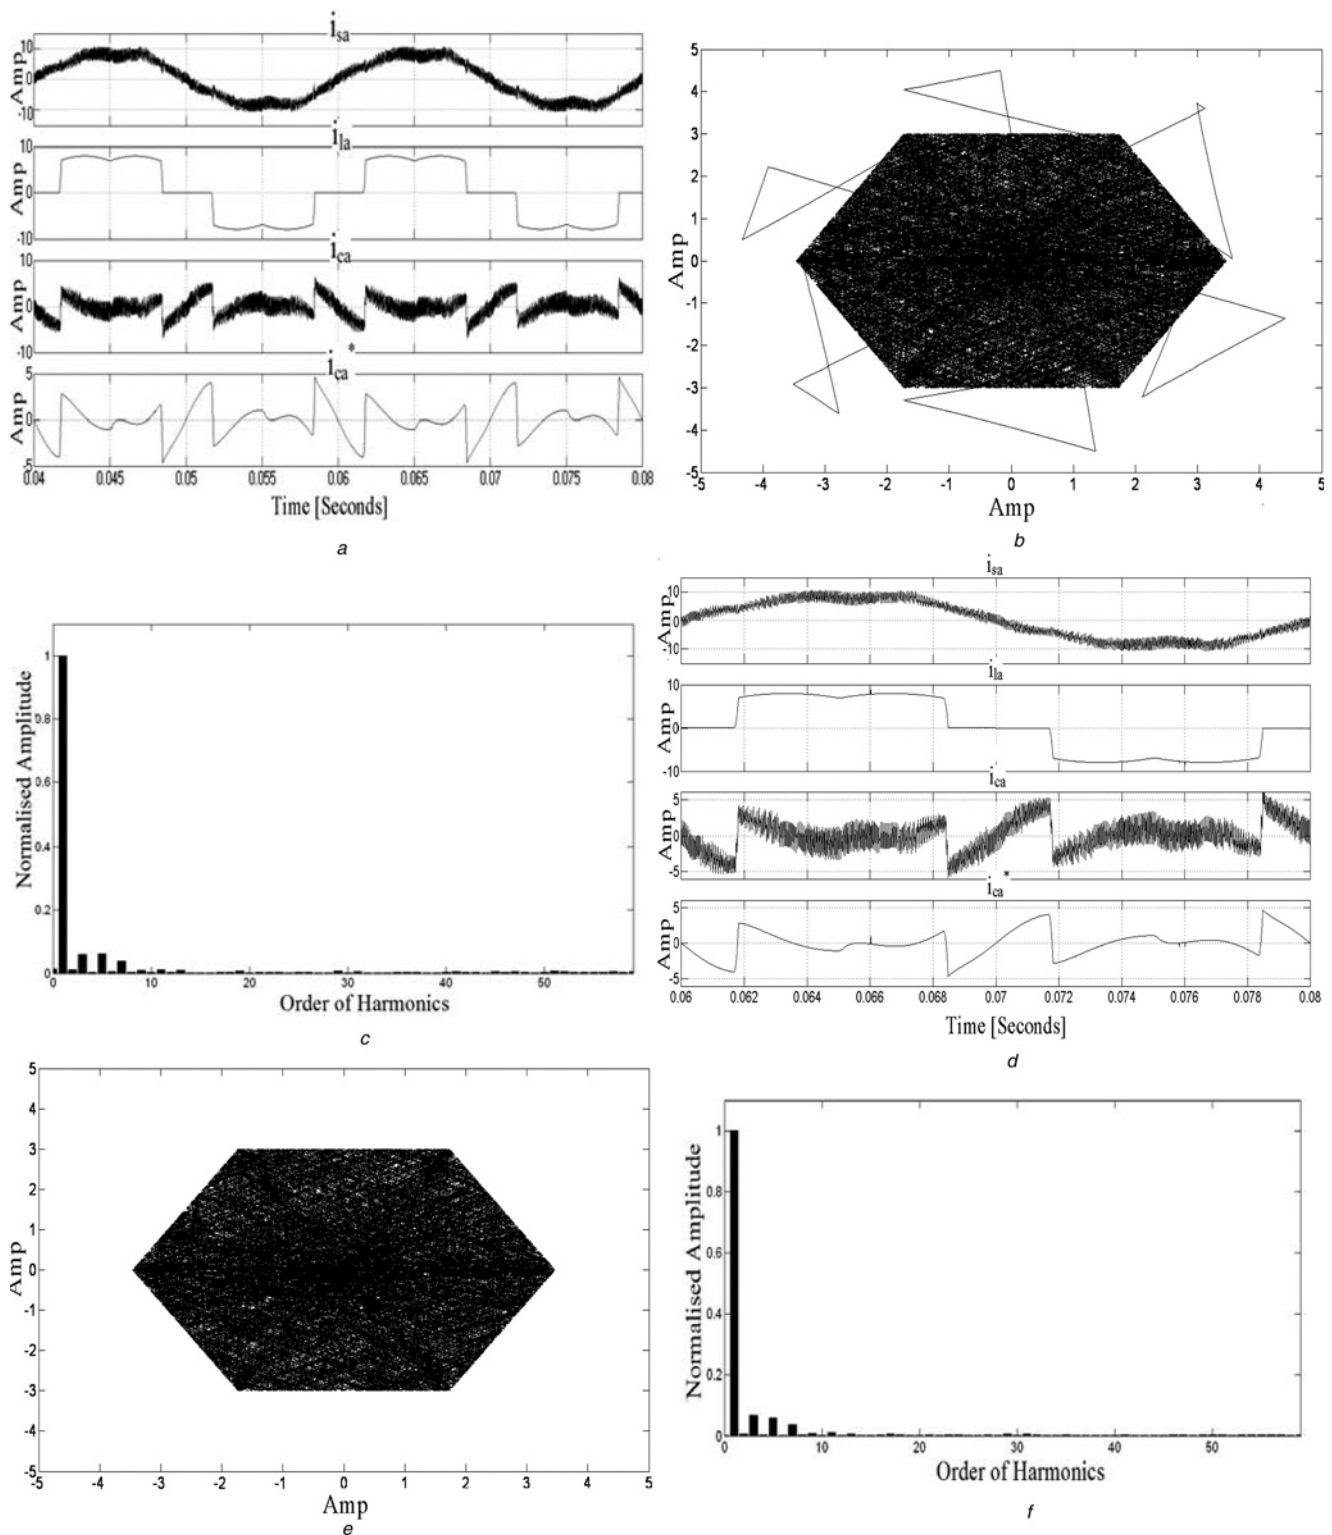 i_sa
Amp
10
0
-10
i_la
Amp
10
0
-10
i_ca
Amp
10
0
-10
i_ca*
Amp
5
0
-5
0.04 0.045 0.05 0.055 0.06 0.065 0.07 0.075 0.08
Time [Seconds]
a
Amp
5
4
3
2
1
0
-1
-2
-3
-4
-5
-5 -4 -3 -2 -1 0 1 2 3 4 5
Amp
b
Normalised Amplitude
1
0.8
0.6
0.4
0.2
0
0 10 20 30 40 50
Order of Harmonics
c
i_sa
Amp
10
0
-10
i_la
Amp
10
0
-10
i_ca
Amp
5
0
-5
i_ca*
Amp
5
0
-5
0.06 0.062 0.064 0.066 0.068 0.07 0.072 0.074 0.076 0.078 0.08
Time [Seconds]
d
Amp
5
4
3
2
1
0
-1
-2
-3
-4
-5
-5 -4 -3 -2 -1 0 1 2 3 4 5
Amp
e
Normalised Amplitude
1
0.8
0.6
0.4
0.2
0
0 10 20 30 40 50
Order of Harmonics
f